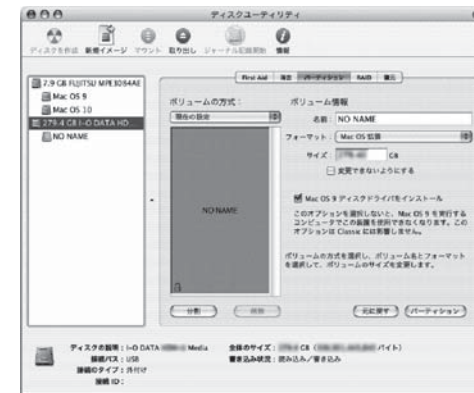 ディスクユーティリティ
ディスクを作成 新規イメージ マウント 取り出し ジャーナル記録開始 情報
First Aid 消去 パーティション RAID 復元
7.9 GB FUJITSU MPE3084AE
Mac OS 9
Mac OS 10
279.4 GB I-O DATA HD
NO NAME
ボリュームの方式：
現在の設定
NO NAME
分割
ボリューム情報
名前： NO NAME
フォーマット： Mac OS 拡張
サイズ： GB
変更できないようにする
Mac OS 9 ディスクドライバをインストール
このオプションを選択しないと、Mac OS 9 を実行する
コンピュータでこの装置を使用できなくなります。この
オプションは Classic には影響しません。
ボリュームの方式を選択し、ボリューム名とフォーマット
を選択して、ボリュームのサイズを変更します。
元に戻す パーティション
ディスクの説明：I-O DATA Media
接続バス：USB
接続のタイプ：外付け
接続 ID：
全体のサイズ： GB バイト)
書き込み状況：読み込み／書き込み